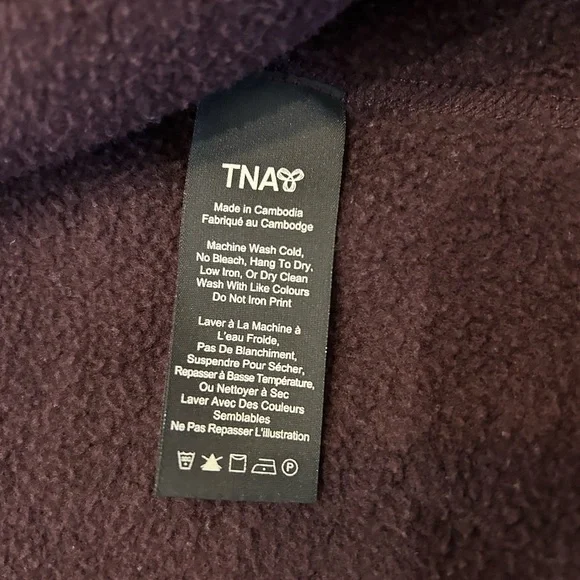 TNA
Made in Cambodia
Fabriqué au Cambodge
Machine Wash Cold,
No Bleach, Hang To Dry,
Low Iron, Or Dry Clean
Wash With Like Colours
Do Not Iron Print
Laver à La Machine à
L'eau Froide,
Pas De Blanchiment,
Suspendre Pour Sécher,
Repasser à Basse Température,
Ou Nettoyer à Sec
Laver Avec Des Couleurs
Semblables
Ne Pas Repasser L'illustration
P